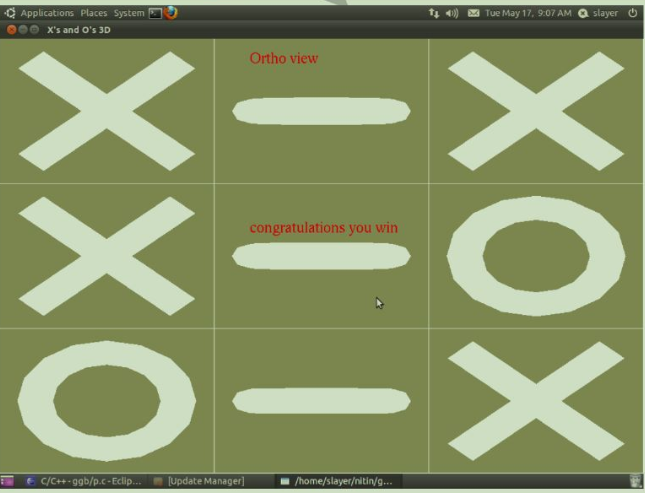 Applications Places System Tue May 17, 9:07 AM slayer
X's and O's 3D
Ortho view
congratulations you win
C/C++ - ggb/p.c - Eclip... [Update Manager] /home/slayer/nitin/g...